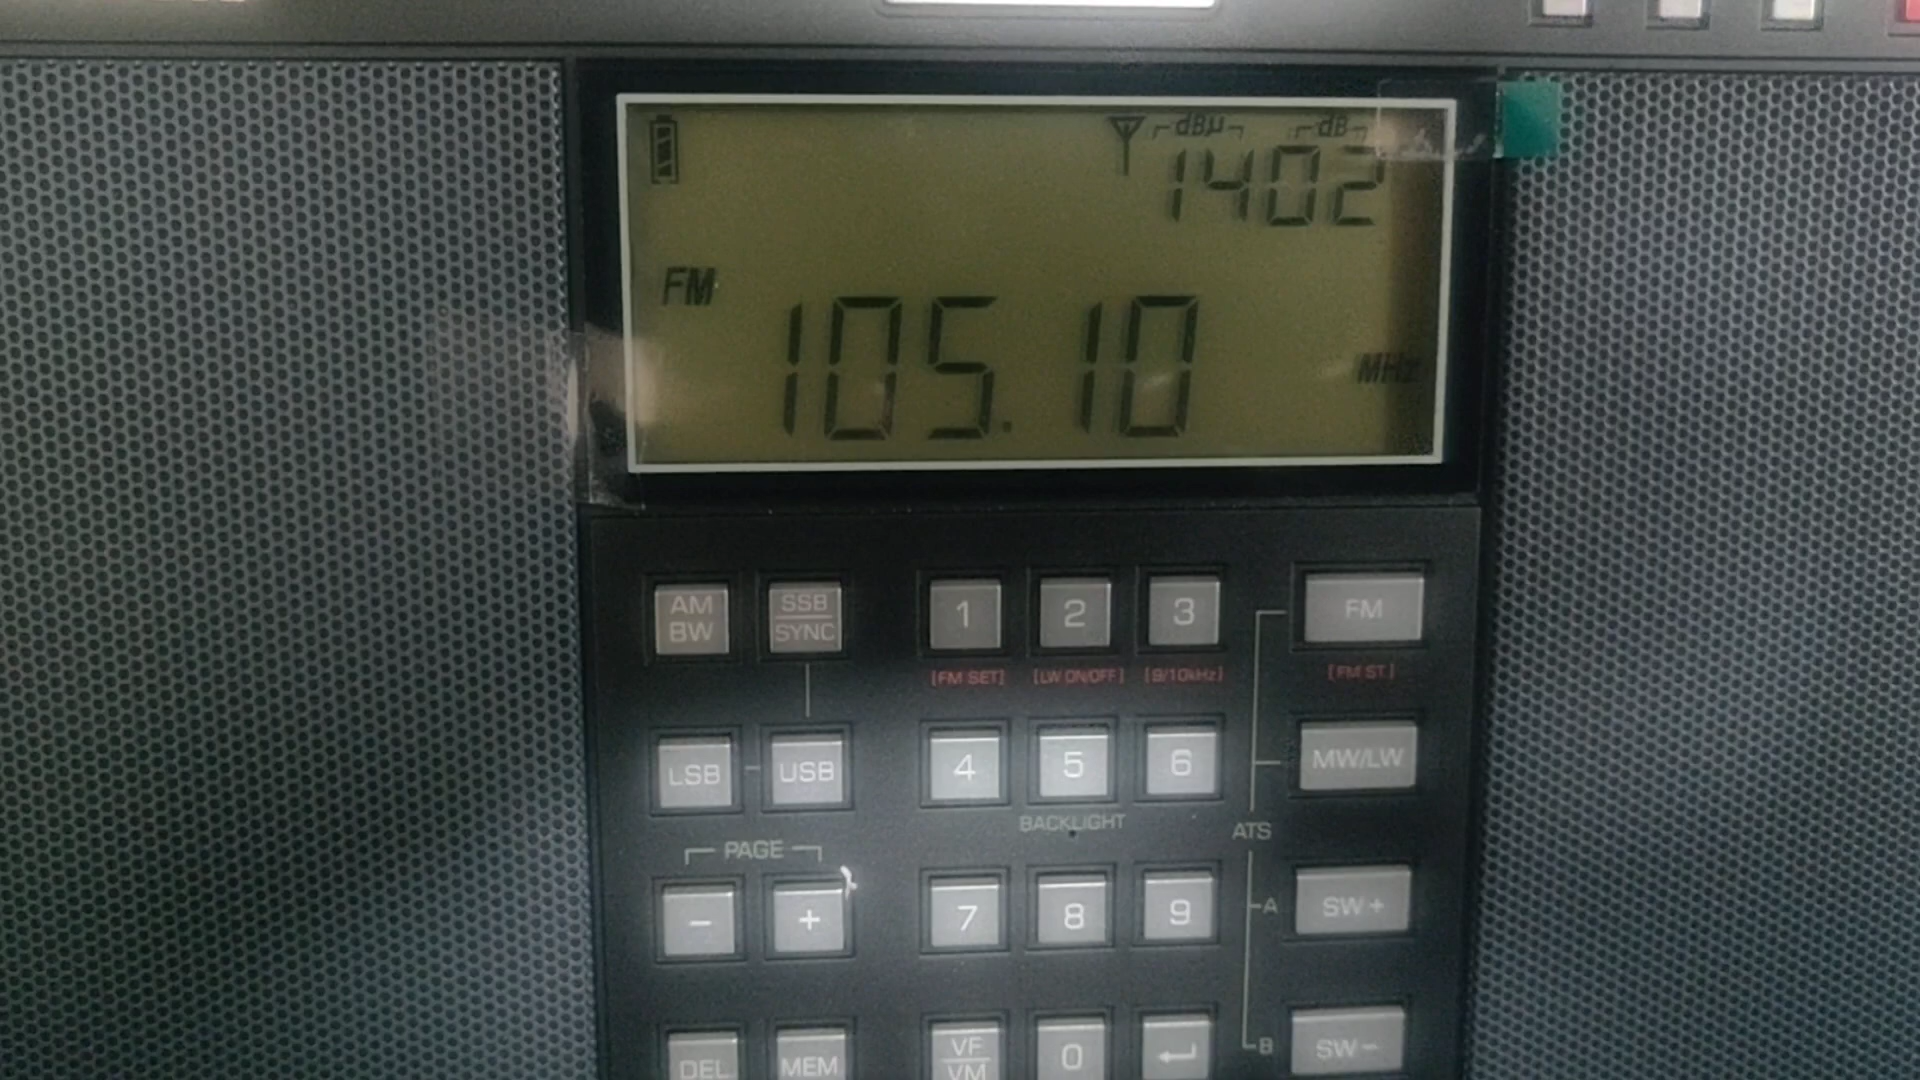 dBµ dB
1402
FM
105.10 MHz
AM BW
SSB SYNC
1 2 3
FM
[FM SET] [LW ON/OFF] [9/10kHz]
[FM ST.]
LSB - USB
4 5 6
MW/LW
BACKLIGHT
ATS
PAGE
- +
7 8 9
A
SW +
DEL MEM
VF VM
0
B
SW -